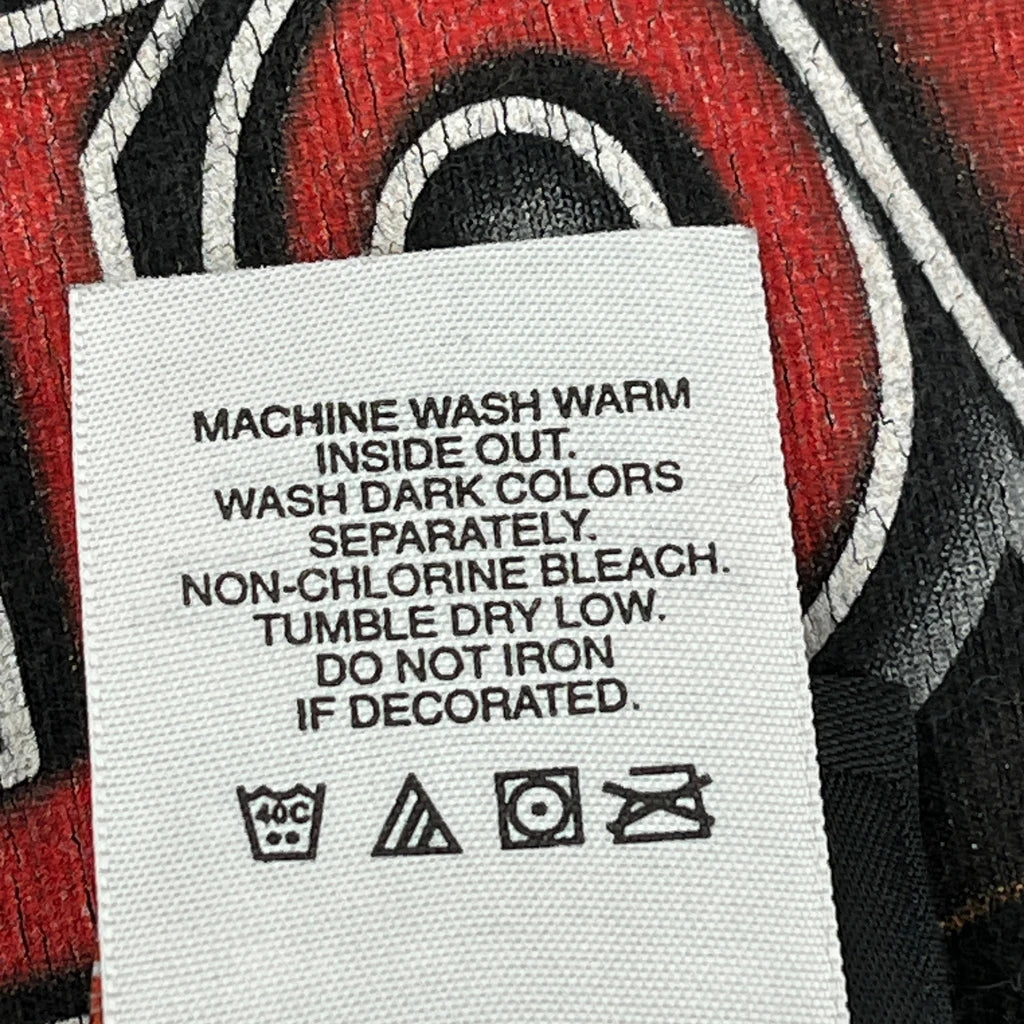 MACHINE WASH WARM
INSIDE OUT.
WASH DARK COLORS
SEPARATELY.
NON-CHLORINE BLEACH.
TUMBLE DRY LOW.
DO NOT IRON
IF DECORATED.
40C